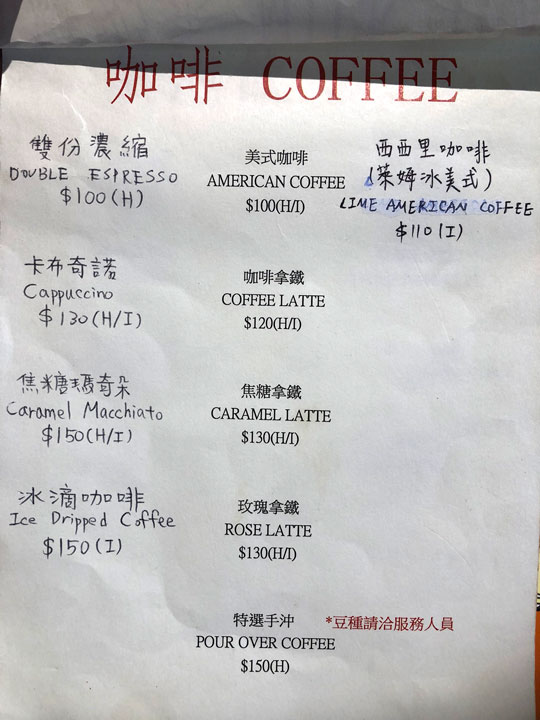 咖啡 COFFEE
雙份濃縮
DOUBLE ESPRESSO
$100(H)
美式咖啡
AMERICAN COFFEE
$100(H/I)
西西里咖啡
(萊姆冰美式)
LIME AMERICAN COFFEE
$110(I)
卡布奇諾
Cappuccino
$130(H/I)
咖啡拿鐵
COFFEE LATTE
$120(H/I)
焦糖瑪奇朵
Caramel Macchiato
$150(H/I)
焦糖拿鐵
CARAMEL LATTE
$130(H/I)
冰滴咖啡
Ice Dripped Coffee
$150(I)
玫瑰拿鐵
ROSE LATTE
$130(H/I)
特選手沖 *豆種請洽服務人員
POUR OVER COFFEE
$150(H)